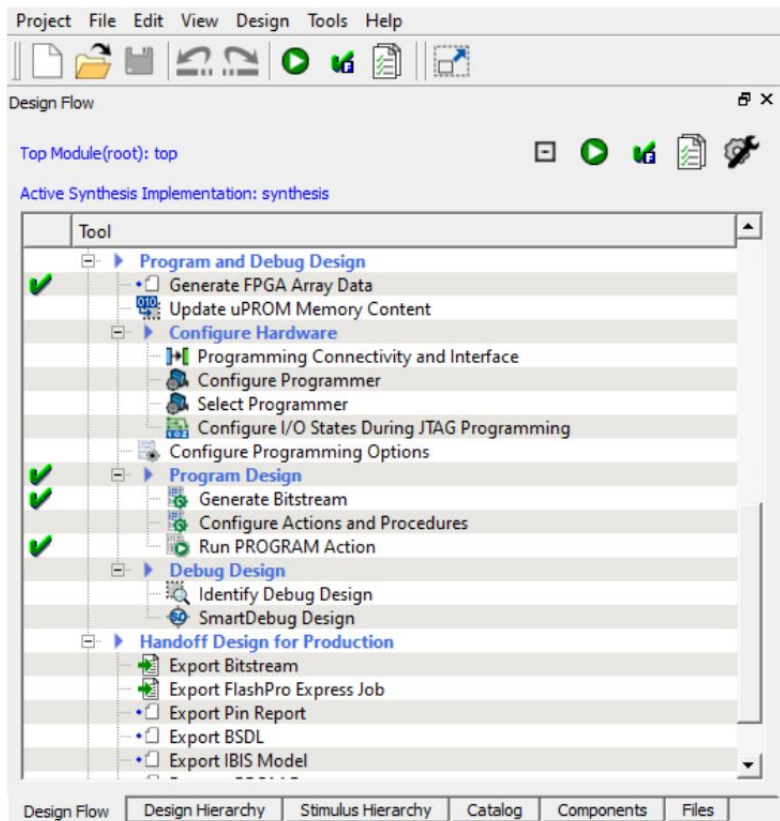 Project File Edit View Design Tools Help
Design Flow
Top Module(root): top
Active Synthesis Implementation: synthesis
Tool
Program and Debug Design
Generate FPGA Array Data
Update uPROM Memory Content
Configure Hardware
Programming Connectivity and Interface
Configure Programmer
Select Programmer
Configure I/O States During JTAG Programming
Configure Programming Options
Program Design
Generate Bitstream
Configure Actions and Procedures
Run PROGRAM Action
Debug Design
Identify Debug Design
SmartDebug Design
Handoff Design for Production
Export Bitstream
Export FlashPro Express Job
Export Pin Report
Export BSDL
Export IBIS Model
Design Flow Design Hierarchy Stimulus Hierarchy Catalog Components Files